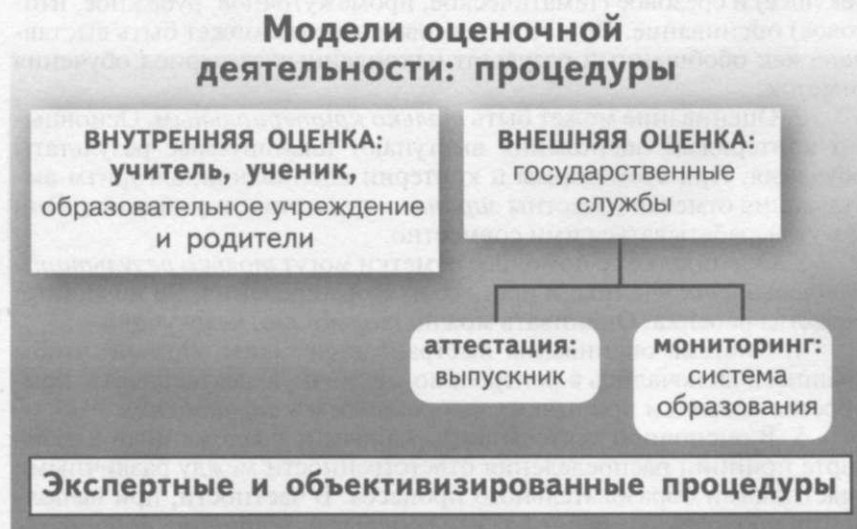 Модели оценочной
деятельности: процедуры
ВНУТРЕННЯЯ ОЦЕНКА:
учитель, ученик,
образовательное учреждение
и родители
ВНЕШНЯЯ ОЦЕНКА:
государственные
службы
аттестация:
выпускник
мониторинг:
система
образования
Экспертные и объективизированные процедуры